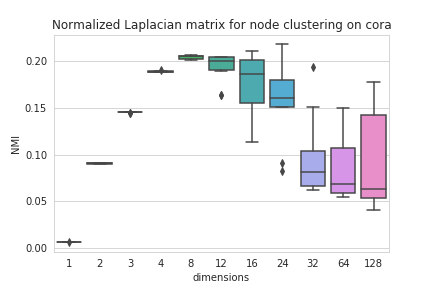 Normalized Laplacian matrix for node clustering on cora
0.20
0.15
0.10
0.05
0.00
NMI
1 2 3 4 8 12 16 24 32 64 128
dimensions